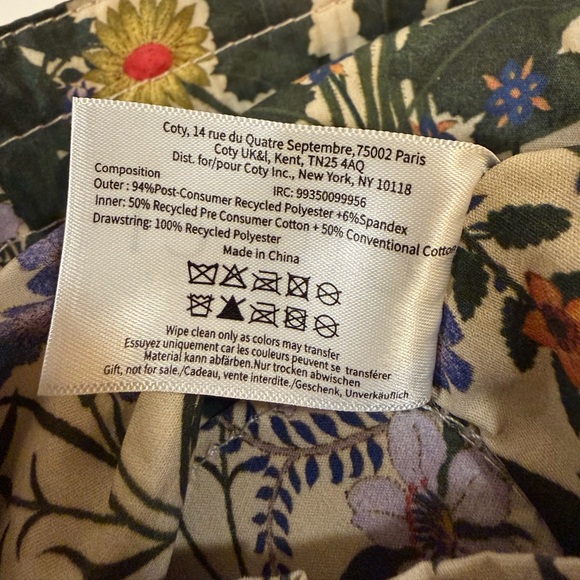 Coty, 14 rue du Quatre Septembre,75002 Paris
Coty UK&I, Kent, TN25 4AQ
Dist. for/pour Coty Inc., New York, NY 10118
IRC: 99350099956
Composition
Outer : 94%Post-Consumer Recycled Polyester +6%Spandex
Inner: 50% Recycled Pre Consumer Cotton + 50% Conventional Cotton
Drawstring: 100% Recycled Polyester
Made in China
Wipe clean only as colors may transfer
Essuyez uniquement car les couleurs peuvent se transférer
Material kann abfärben.Nur trocken abwischen
Gift, not for sale./Cadeau, vente interdite./Geschenk, Unverkäuflich